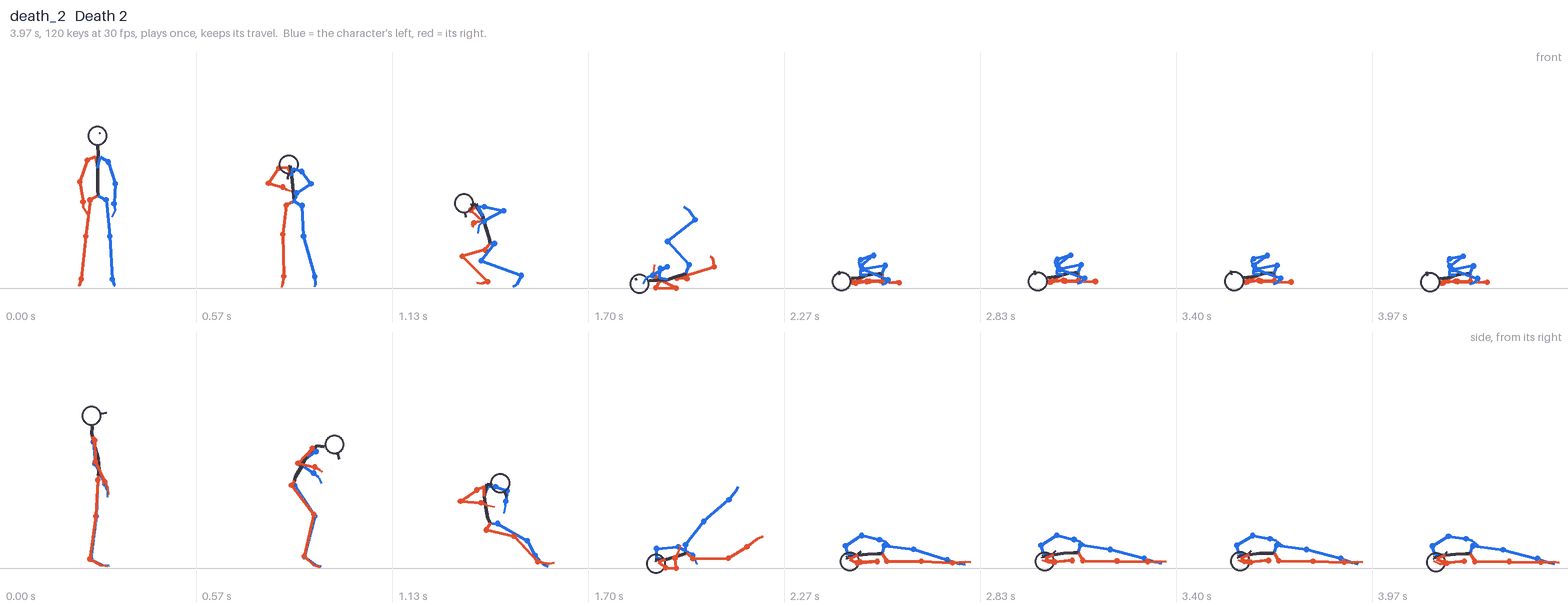 death_2 Death 2
3.97 s, 120 keys at 30 fps, plays once, keeps its travel. Blue = the character's left, red = its right.
front
0.00 s 0.57 s 1.13 s 1.70 s 2.27 s 2.83 s 3.40 s 3.97 s
side, from its right
0.00 s 0.57 s 1.13 s 1.70 s 2.27 s 2.83 s 3.40 s 3.97 s